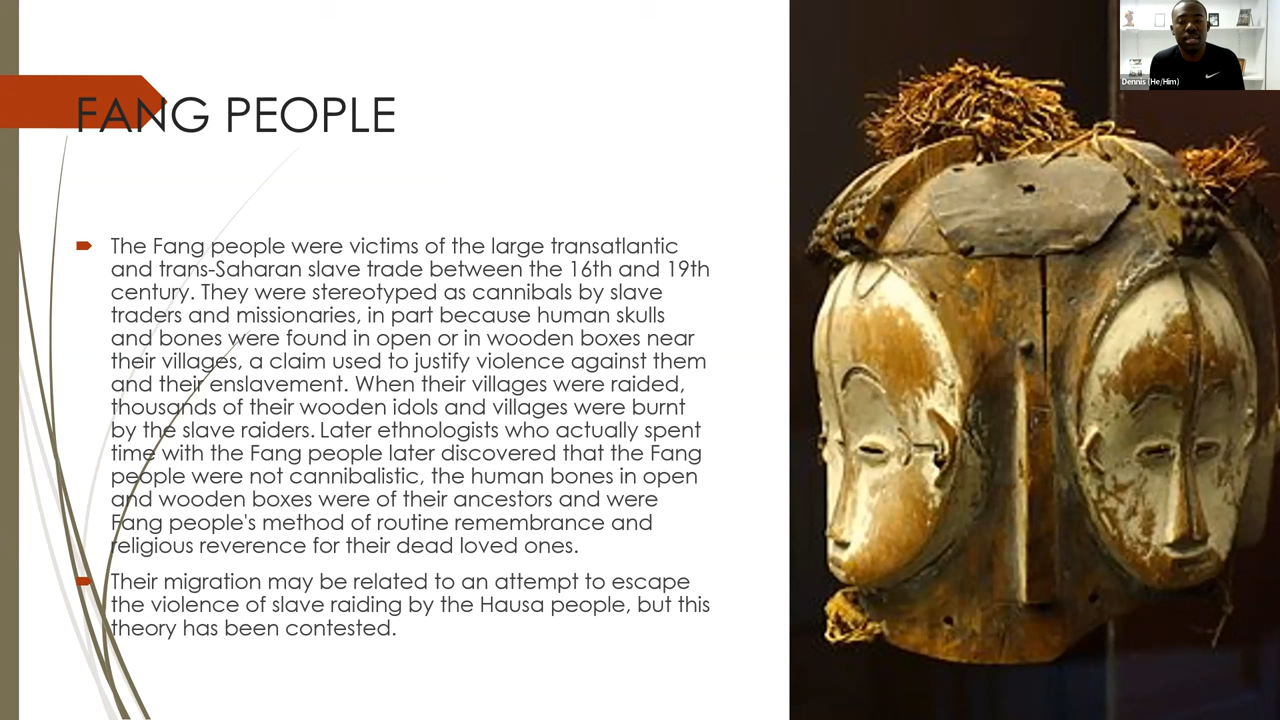 Dennis (He/Him)
FANG PEOPLE
The Fang people were victims of the large transatlantic
and trans-Saharan slave trade between the 16th and 19th
century. They were stereotyped as cannibals by slave
traders and missionaries, in part because human skulls
and bones were found in open or in wooden boxes near
their villages, a claim used to justify violence against them
and their enslavement. When their villages were raided,
thousands of their wooden idols and villages were burnt
by the slave raiders. Later ethnologists who actually spent
time with the Fang people later discovered that the Fang
people were not cannibalistic, the human bones in open
and wooden boxes were of their ancestors and were
Fang people's method of routine remembrance and
religious reverence for their dead loved ones.
Their migration may be related to an attempt to escape
the violence of slave raiding by the Hausa people, but this
theory has been contested.